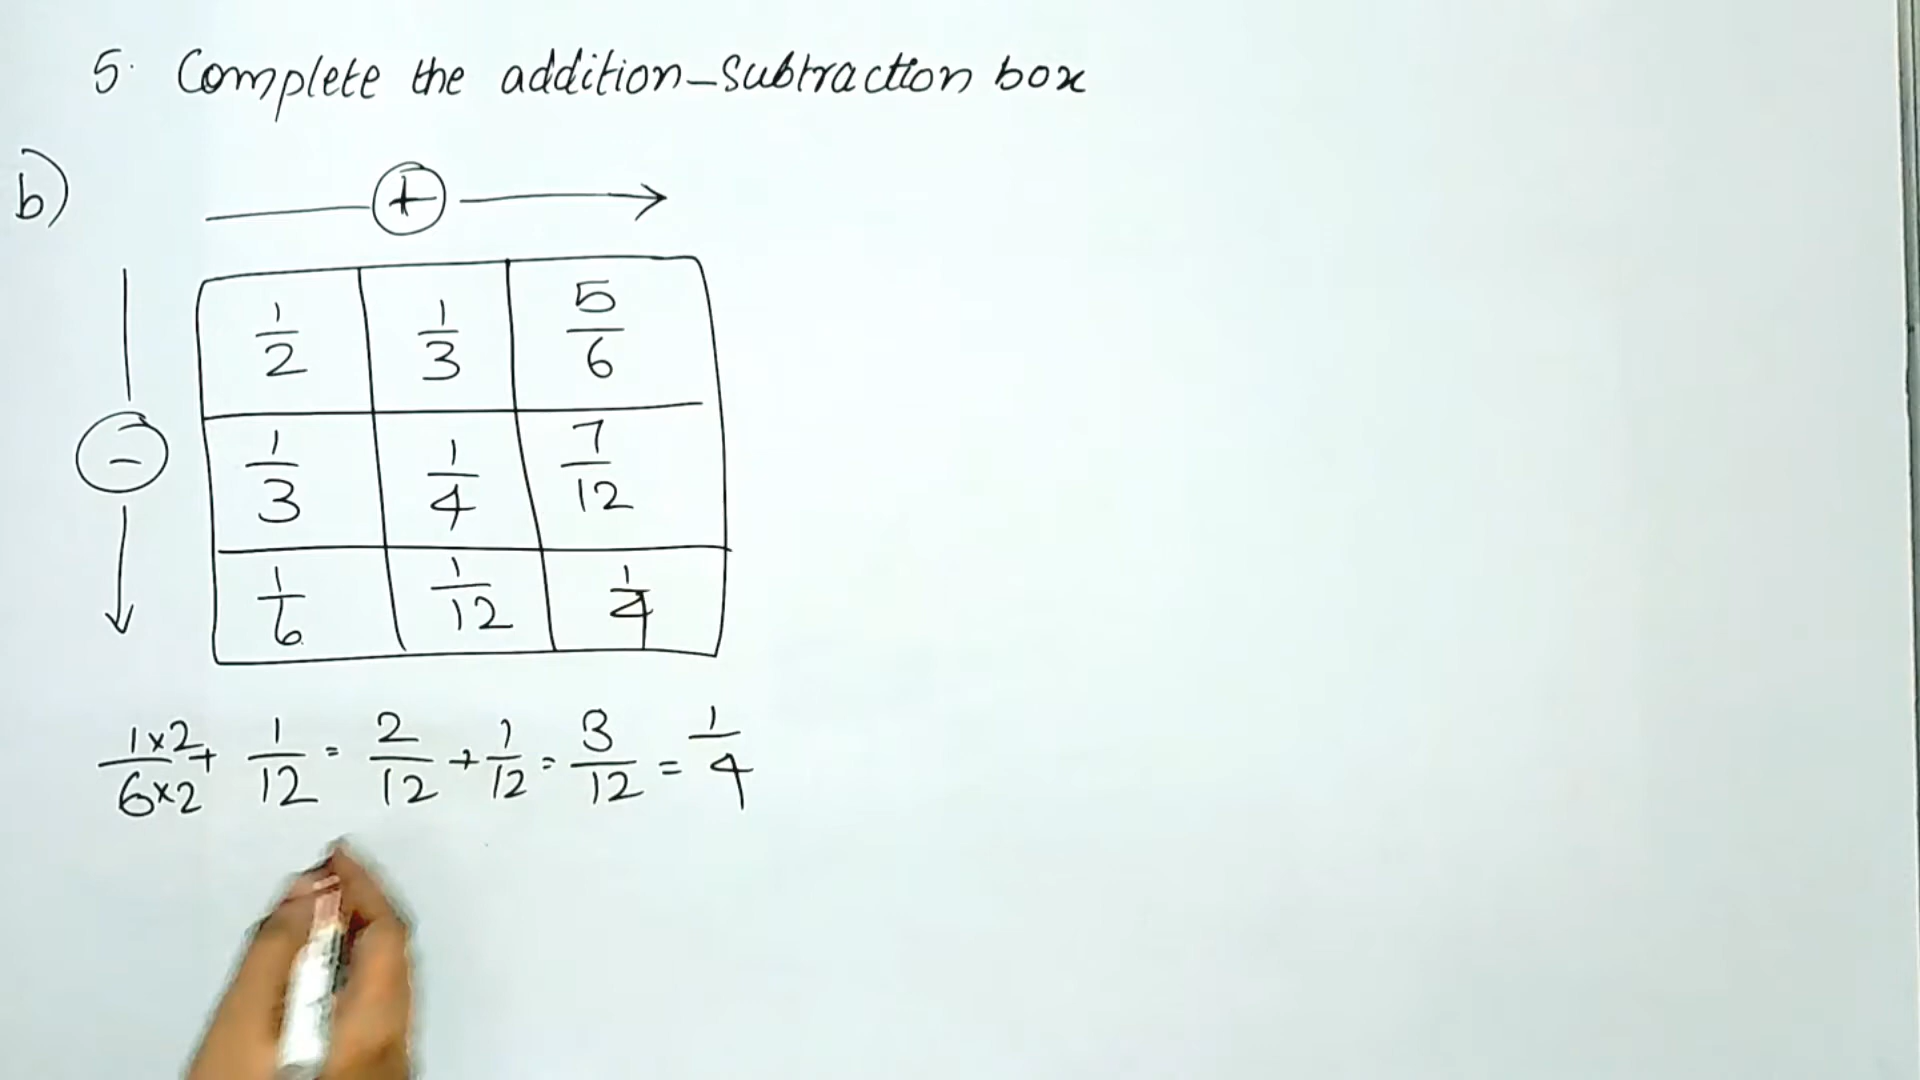 5. Complete the addition-subtraction box
b)
+
1/2 1/3 5/6
-
1/3 1/4 7/12
1/6 1/12 1/4
1×2/6×2 + 1/12 = 2/12 + 1/12 = 3/12 = 1/4